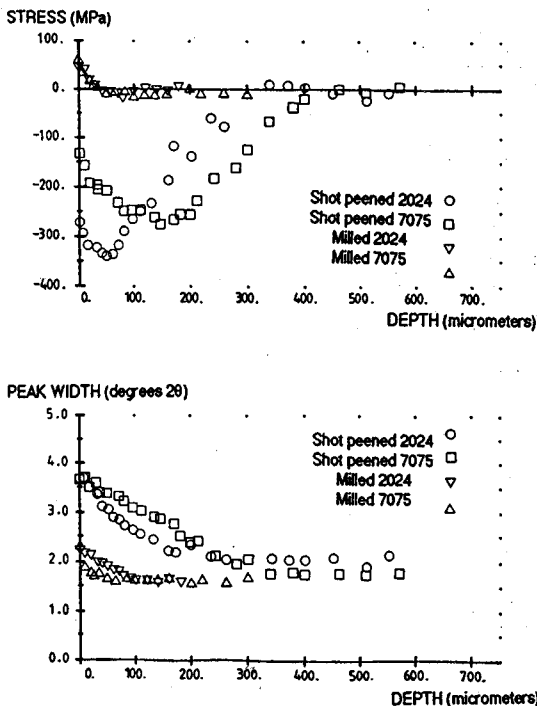 STRESS (MPa)
100.
0.
-100.
-200.
-300.
-400.
0. 100. 200. 300. 400. 500. 600. 700.
DEPTH (micrometers)
Shot peened 2024
Shot peened 7075
Milled 2024
Milled 7075
PEAK WIDTH (degrees 2θ)
5.0
4.0
3.0
2.0
1.0
0.0
0. 100. 200. 300. 400. 500. 600. 700.
DEPTH (micrometers)
Shot peened 2024
Shot peened 7075
Milled 2024
Milled 7075